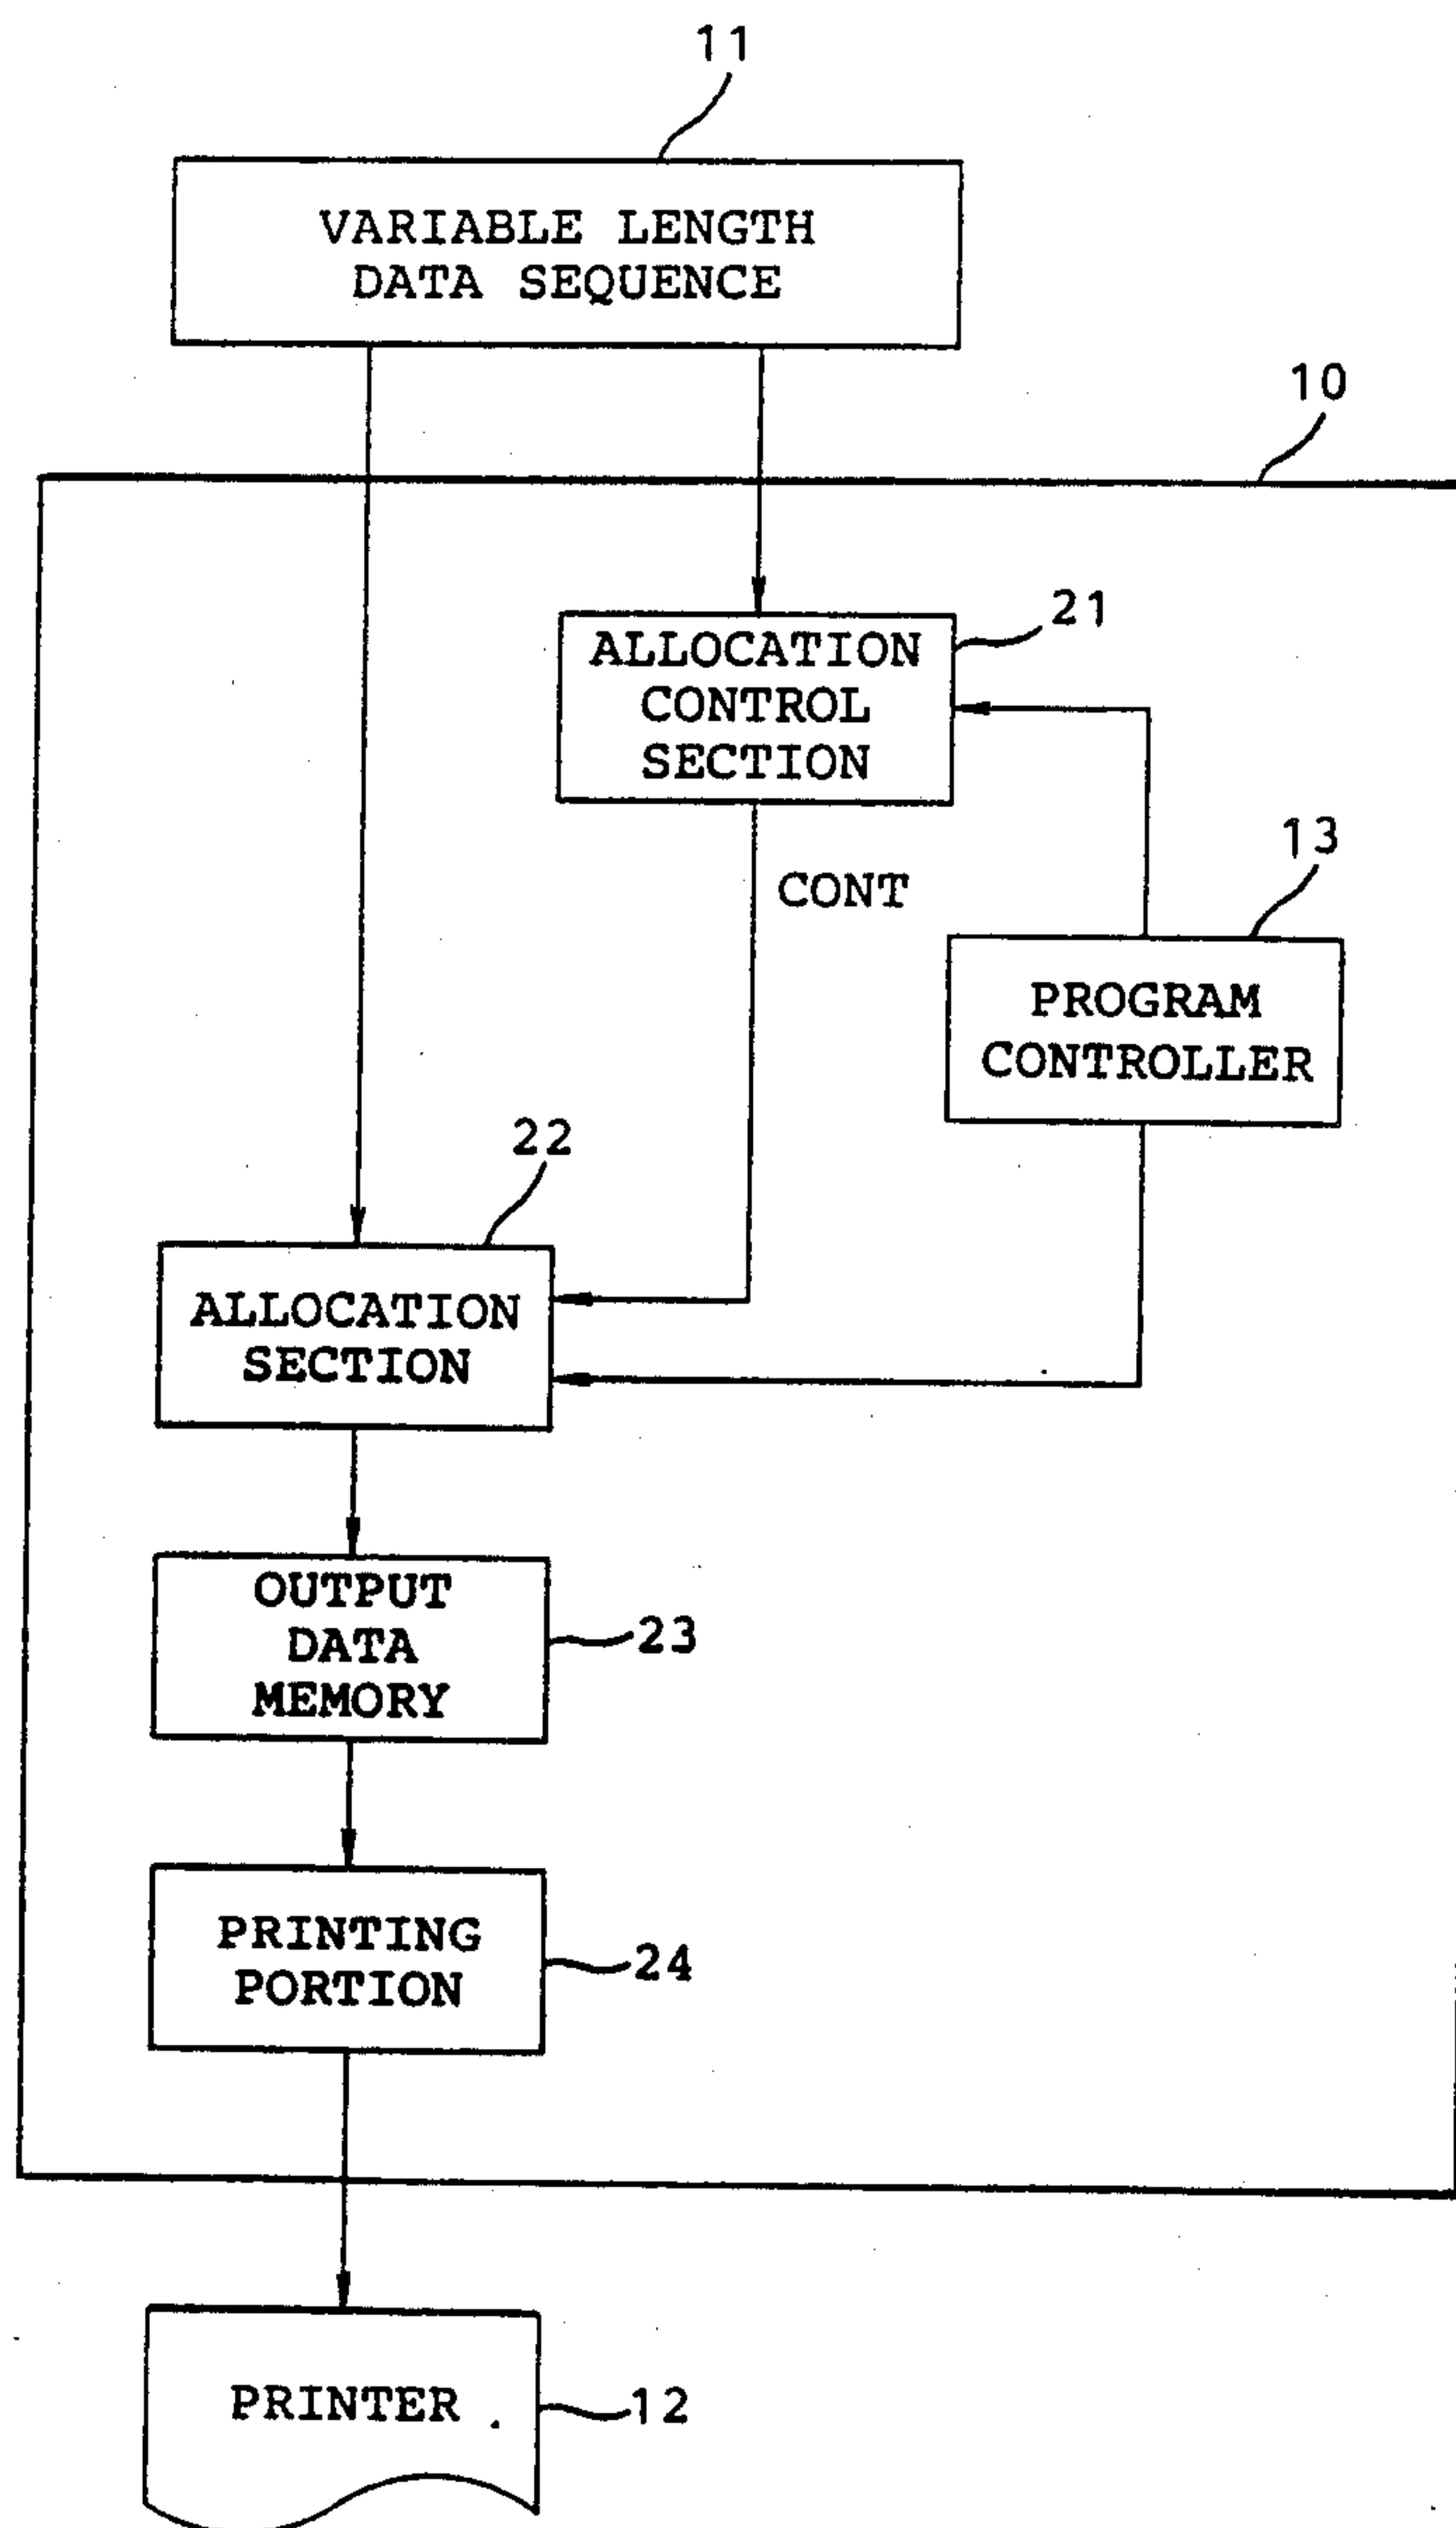 11
VARIABLE LENGTH
DATA SEQUENCE
10
21
ALLOCATION
CONTROL
SECTION
13
CONT
PROGRAM
CONTROLLER
22
ALLOCATION
SECTION
OUTPUT
DATA
MEMORY
23
PRINTING
PORTION
24
PRINTER
12